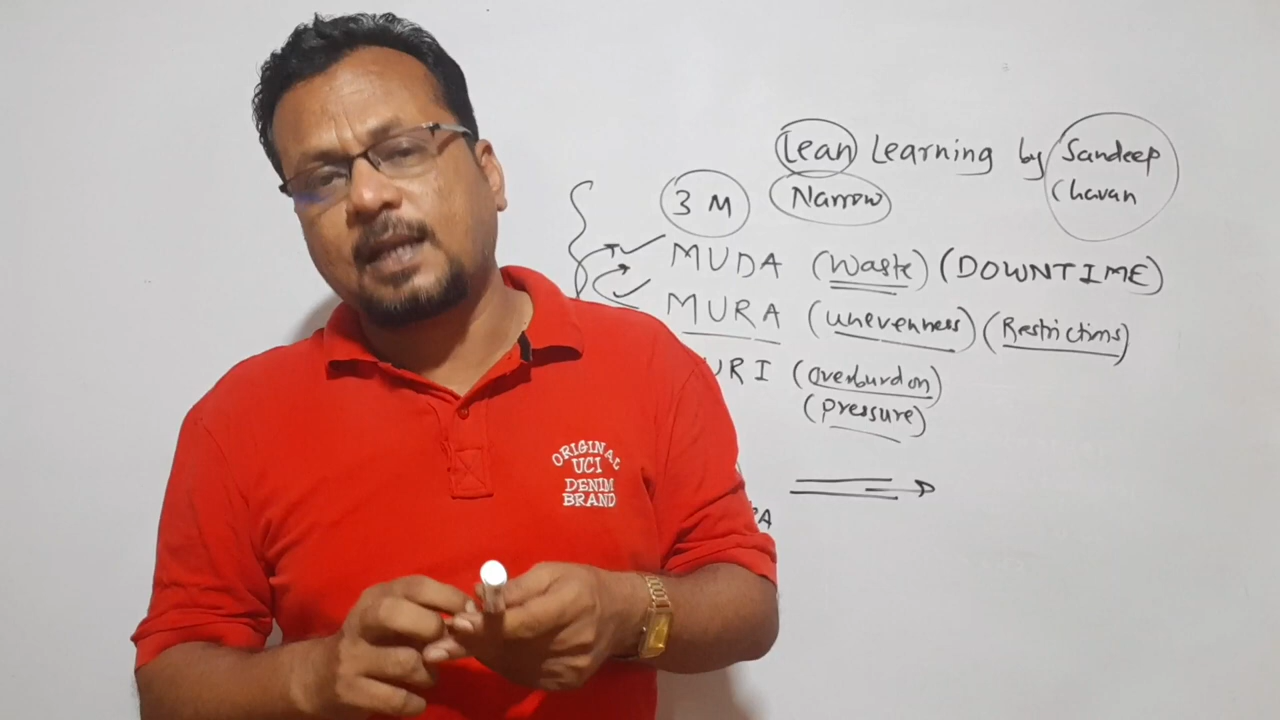 Lean Learning by Sandeep
Chavan
3 M Narrow
MUDA (Waste) (DOWNTIME)
MURA (Unevenness) (Restrictions)
URI (Overburdon)
(Pressure)
ORIGINAL
UCI
DENIM
BRAND